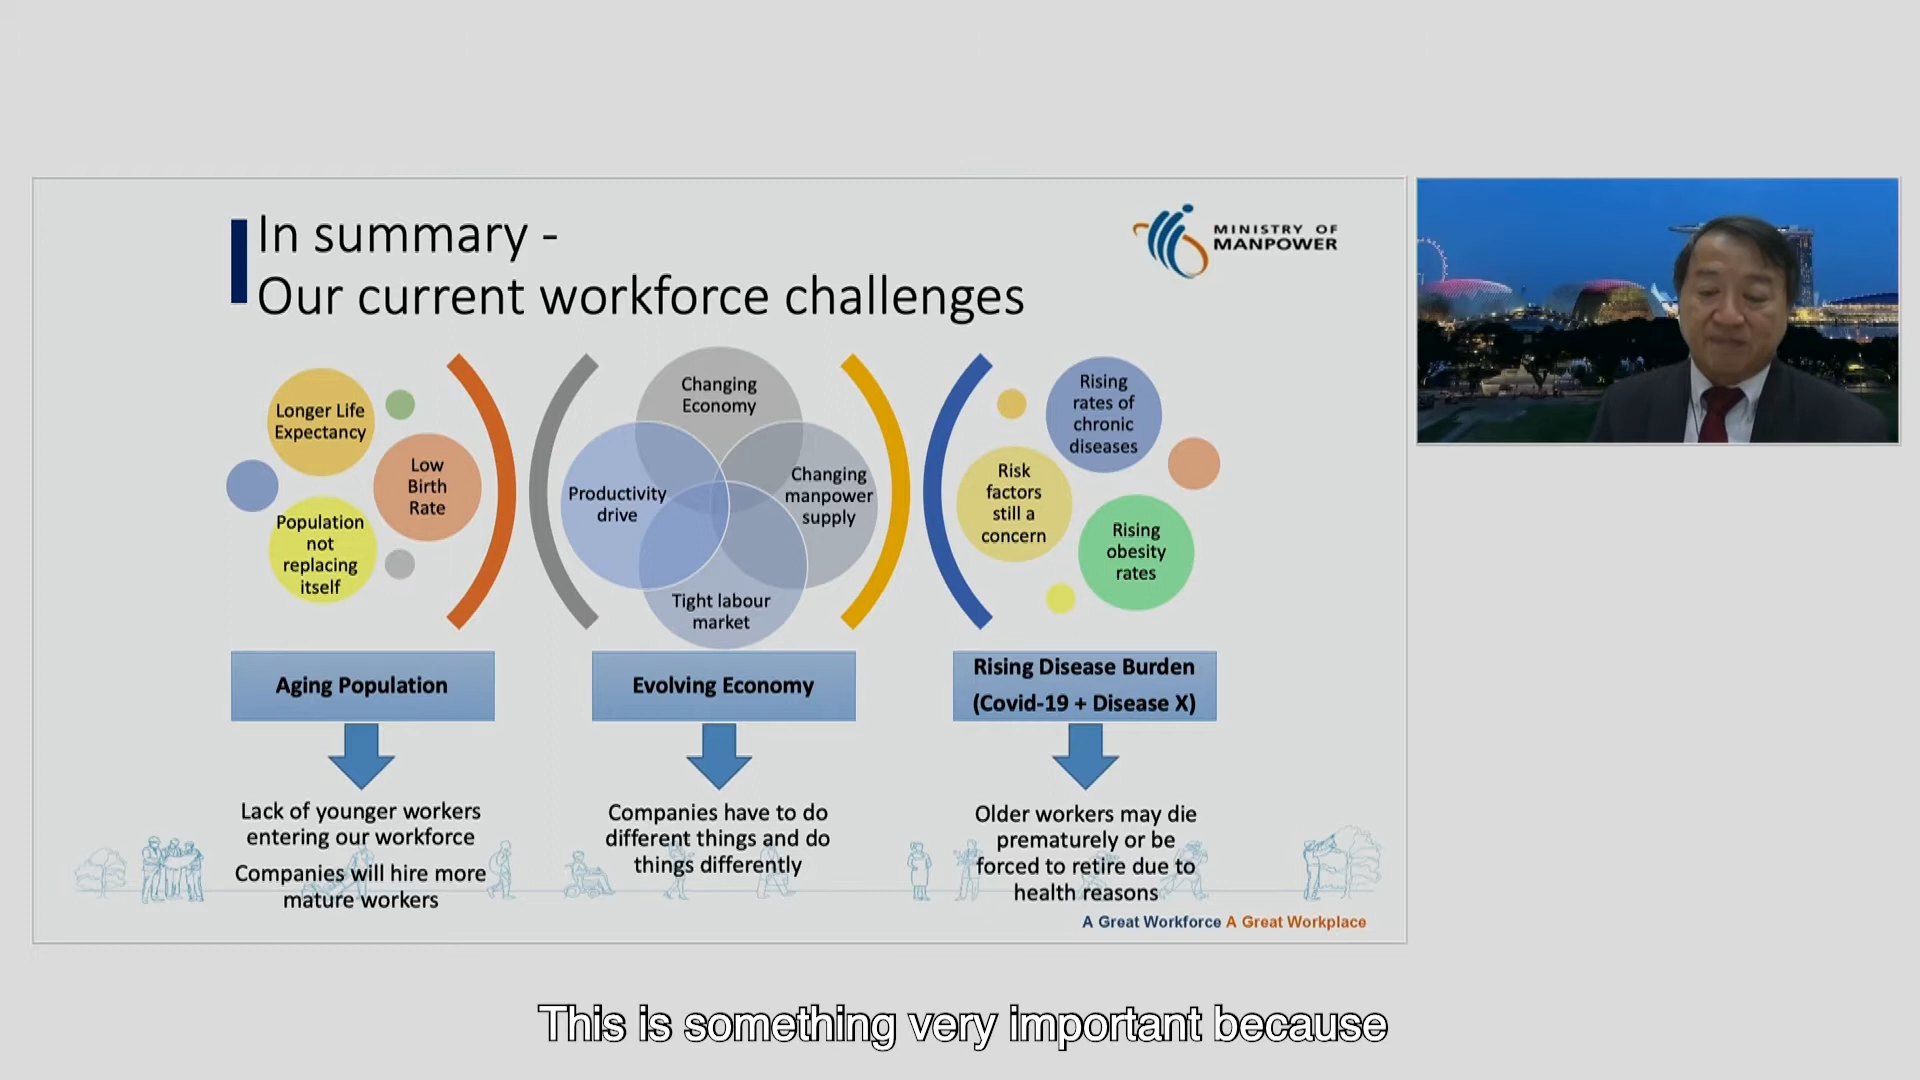 In summary -
Our current workforce challenges
MINISTRY OF
MANPOWER
Longer Life
Expectancy
Low
Birth
Rate
Population
not
replacing
itself
Changing
Economy
Productivity
drive
Changing
manpower
supply
Tight labour
market
Rising
rates of
chronic
diseases
Risk
factors
still a
concern
Rising
obesity
rates
Aging Population
Evolving Economy
Rising Disease Burden
(Covid-19 + Disease X)
Lack of younger workers
entering our workforce
Companies will hire more
mature workers
Companies have to do
different things and do
things differently
Older workers may die
prematurely or be
forced to retire due to
health reasons
A Great Workforce A Great Workplace
This is something very important because